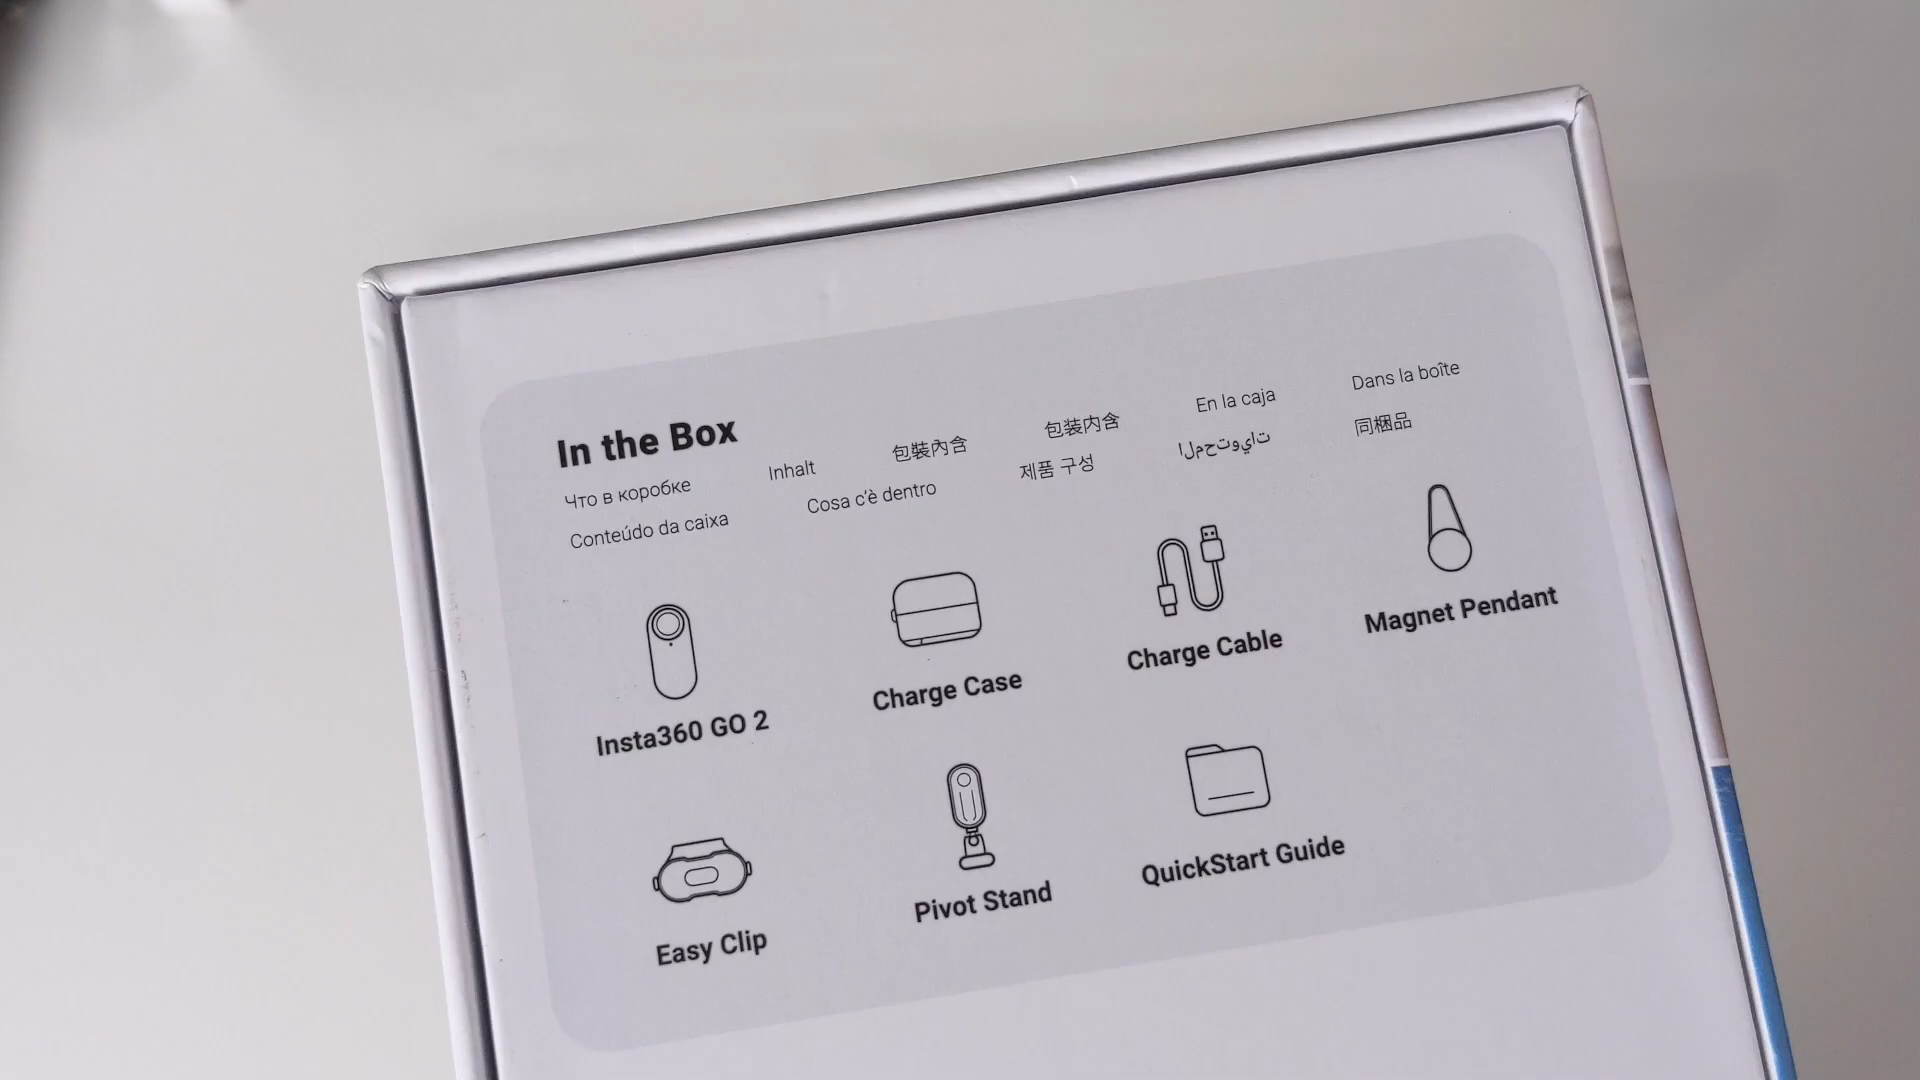 In the Box
Что в коробке
Inhalt
包裝內含
包装内含
En la caja
Dans la boîte
Conteúdo da caixa
Cosa c'è dentro
제품 구성
المحتويات
同梱品
Insta360 GO 2
Charge Case
Charge Cable
Magnet Pendant
Easy Clip
Pivot Stand
QuickStart Guide